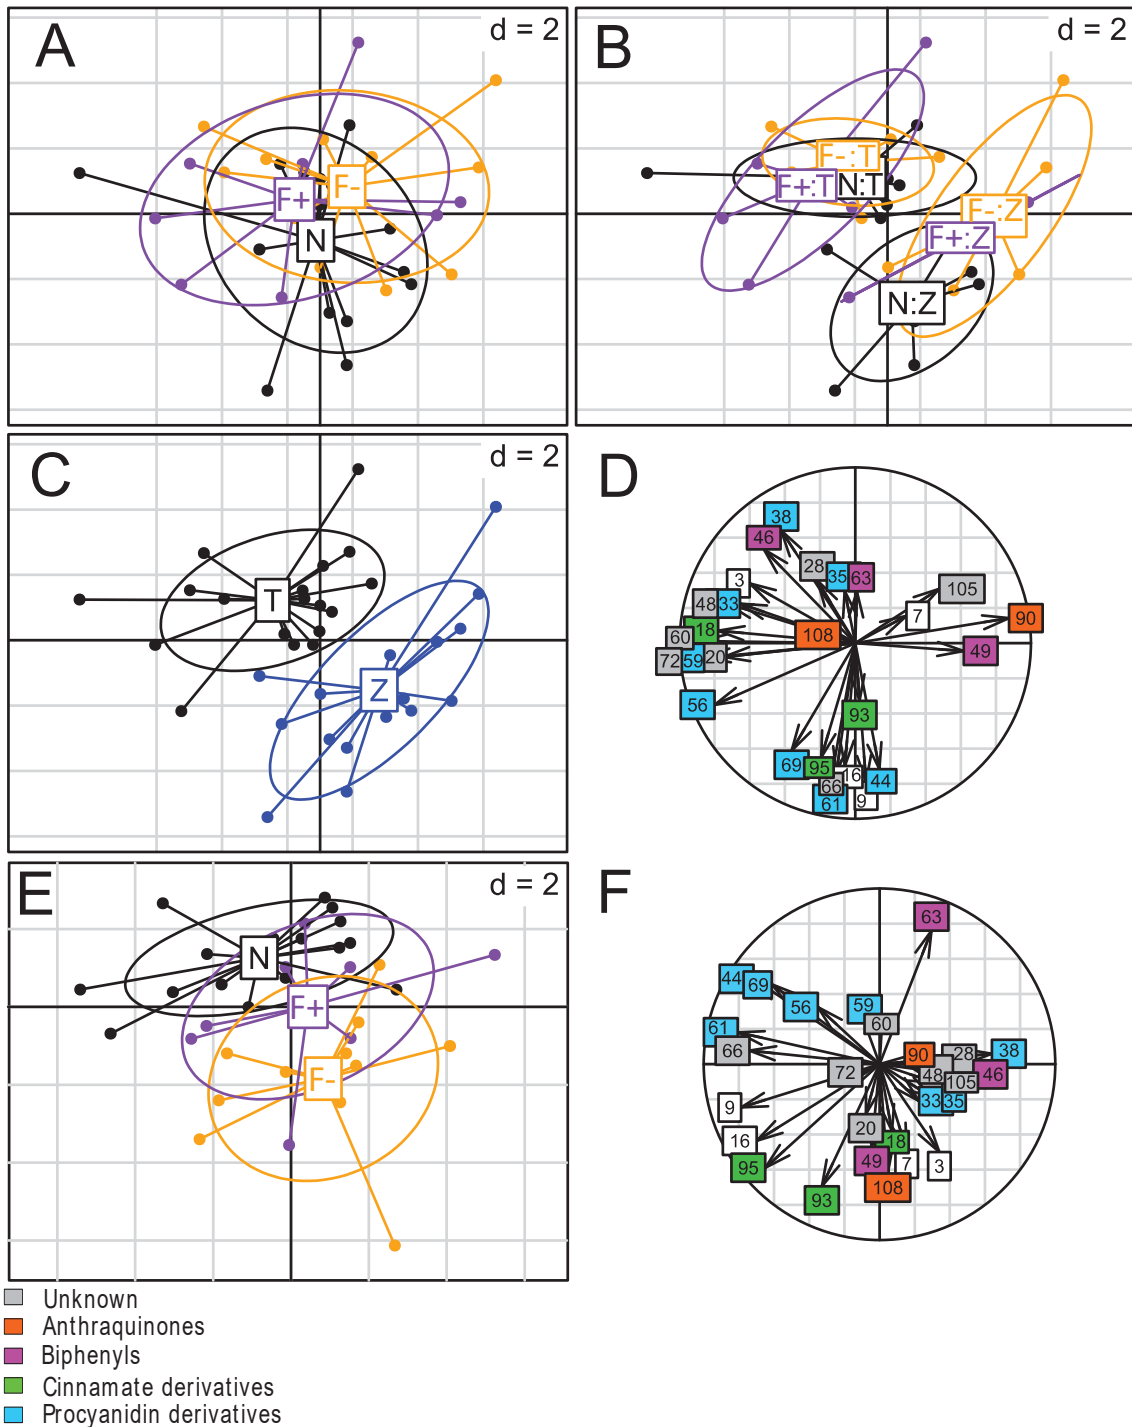 A
d = 2
F+
F-
N
B
d = 2
F-:T
F+:T
N:T
F-:Z
F+:Z
N:Z
C
d = 2
T
Z
D
38
46
28
35
63
3
105
48
33
7
90
18
60
108
49
72
59
20
56
93
69
95
16
66
44
61
9
E
d = 2
N
F+
F-
F
63
44
69
56
59
60
61
66
90
28
38
72
48
105
46
33
35
9
20
16
18
95
49
7
3
93
108
Unknown
Anthraquinones
Biphenyls
Cinnamate derivatives
Procyanidin derivatives